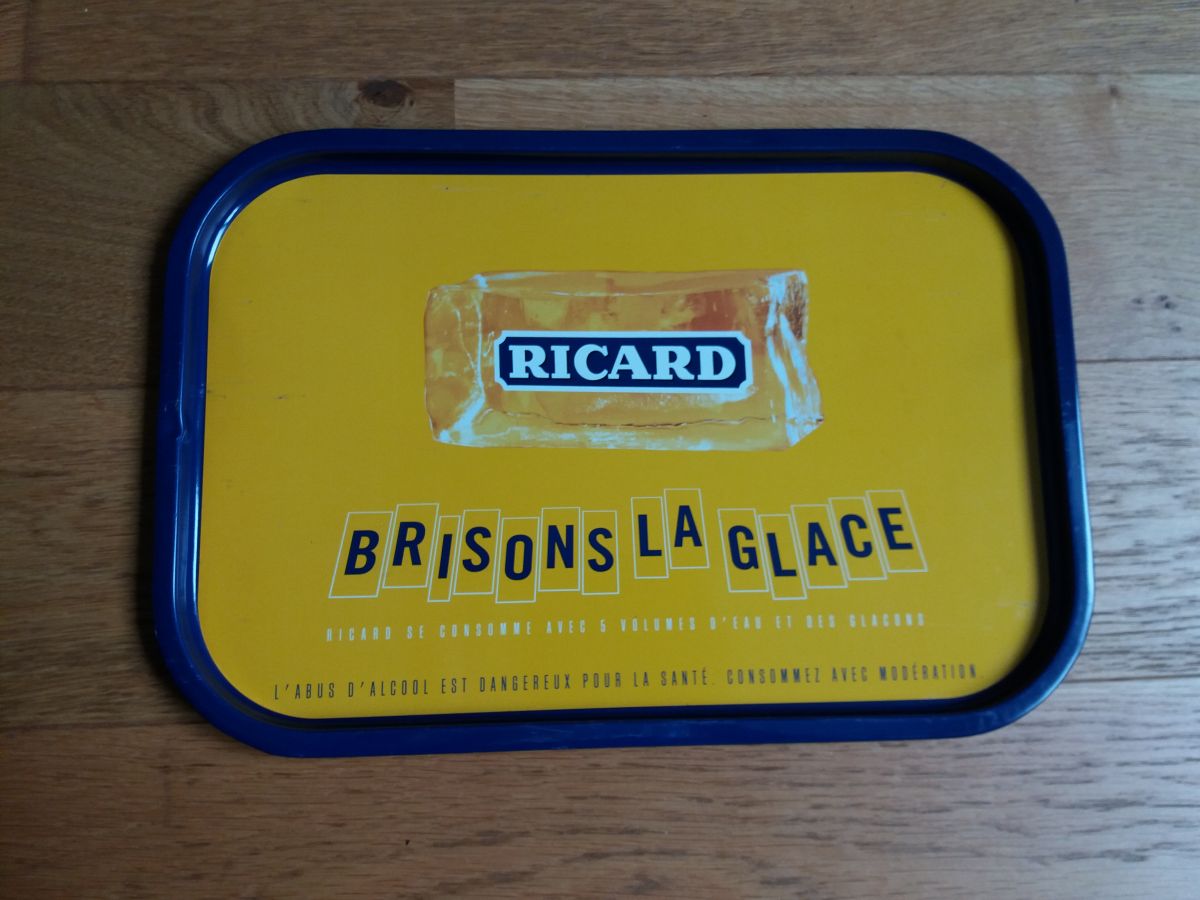 RICARD
BRISONS LA GLACE
RICARD SE CONSOMME AVEC 5 VOLUMES D'EAU ET DES GLACONS
L'ABUS D'ALCOOL EST DANGEREUX POUR LA SANTÉ. CONSOMMEZ AVEC MODÉRATION.